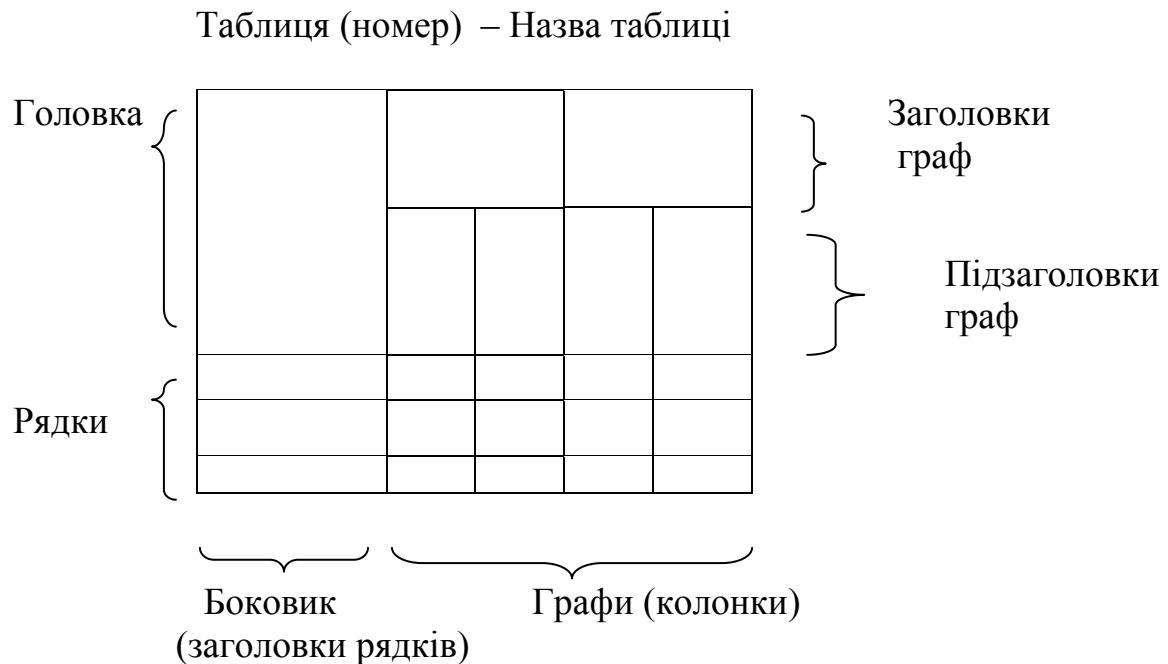 Таблиця (номер) – Назва таблиці
Головка
Заголовки
граф
Підзаголовки
граф
Рядки
Боковик
(заголовки рядків)
Графи (колонки)